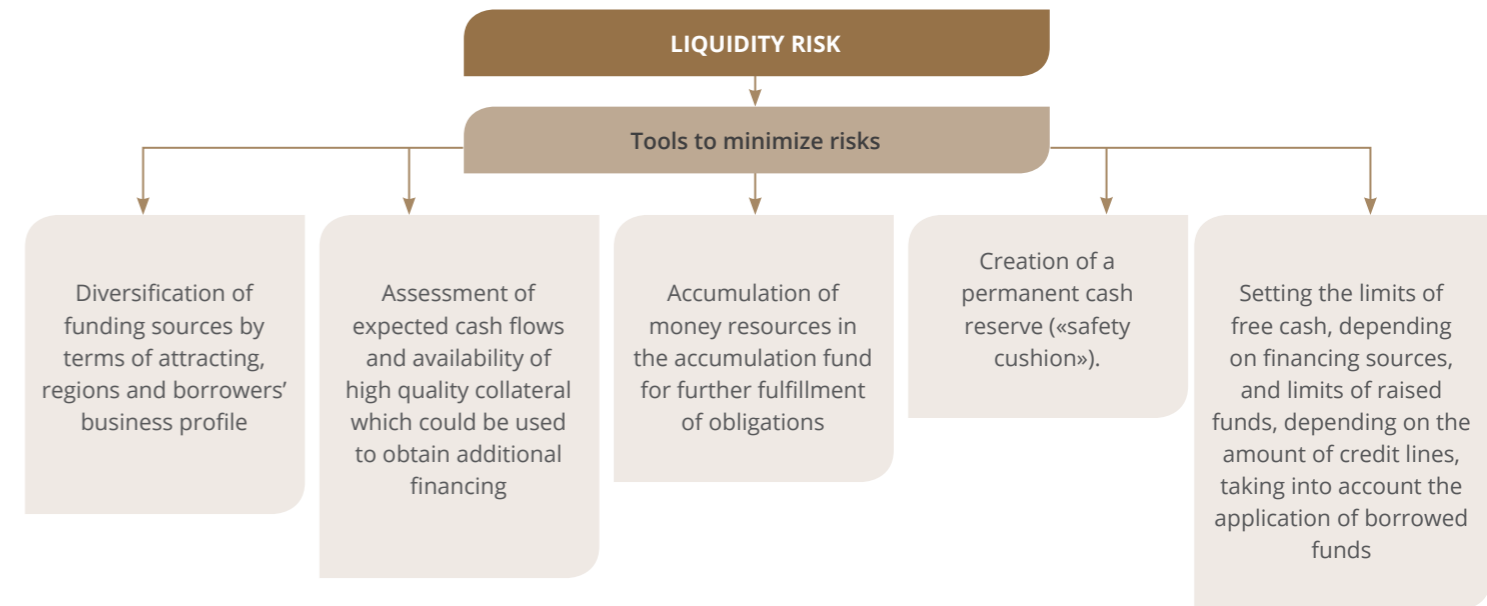 LIQUIDITY RISK
Tools to minimize risks
Diversification of
funding sources by
terms of attracting,
regions and borrowers’
business profile
Assessment of
expected cash flows
and availability of
high quality collateral
which could be used
to obtain additional
financing
Accumulation of
money resources in
the accumulation fund
for further fulfillment
of obligations
Creation of a
permanent cash
reserve («safety
cushion»).
Setting the limits of
free cash, depending
on financing sources,
and limits of raised
funds, depending on the
amount of credit lines,
taking into account the
application of borrowed
funds